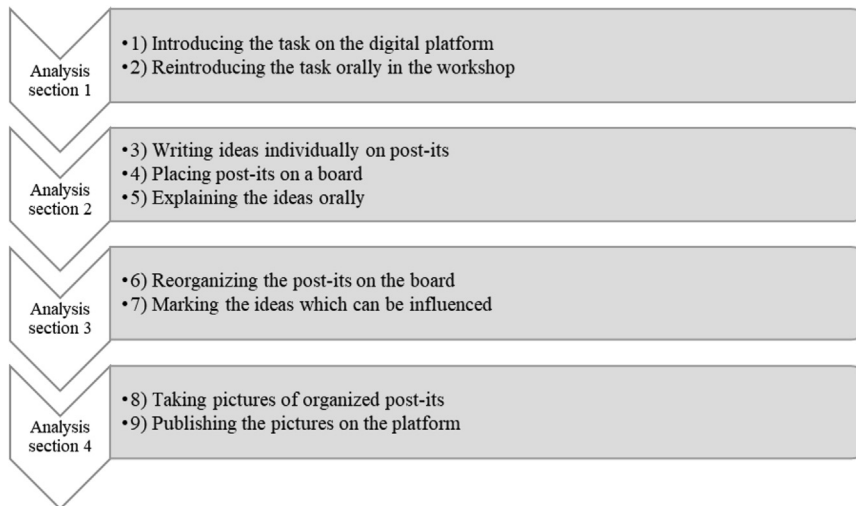 Analysis
section 1
•1) Introducing the task on the digital platform
•2) Reintroducing the task orally in the workshop
Analysis
section 2
•3) Writing ideas individually on post-its
•4) Placing post-its on a board
•5) Explaining the ideas orally
Analysis
section 3
•6) Reorganizing the post-its on the board
•7) Marking the ideas which can be influenced
Analysis
section 4
•8) Taking pictures of organized post-its
•9) Publishing the pictures on the platform